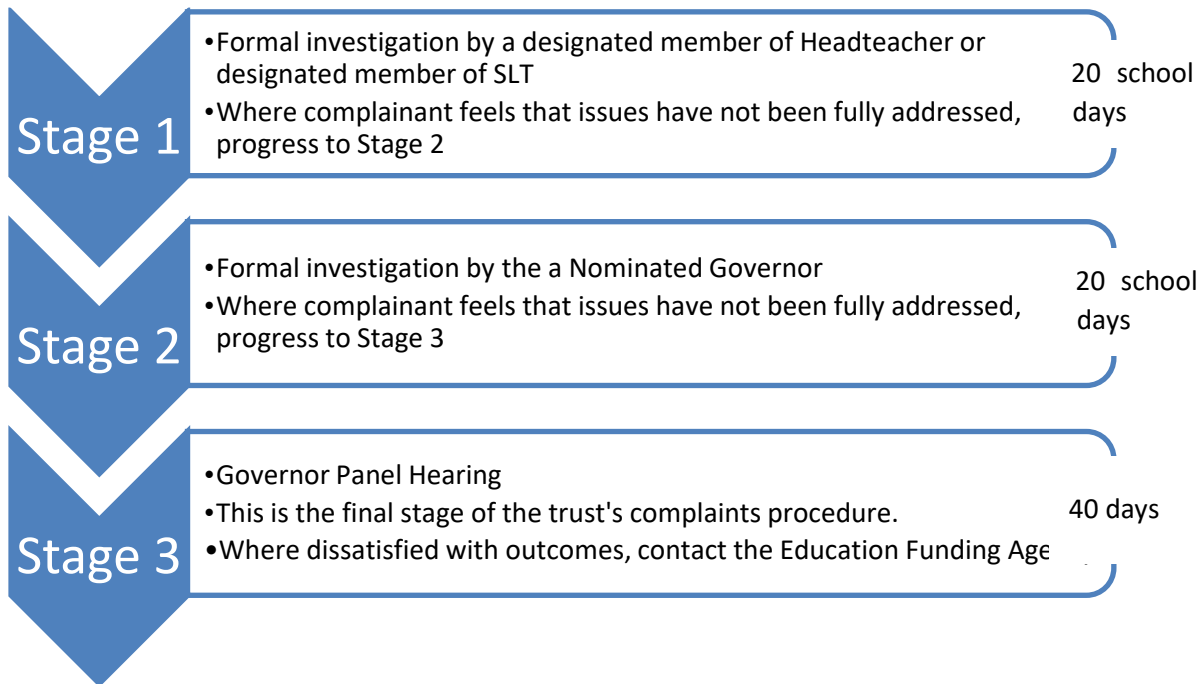 Stage 1
•Formal investigation by a designated member of Headteacher or
designated member of SLT
•Where complainant feels that issues have not been fully addressed,
progress to Stage 2
20 school
days
Stage 2
•Formal investigation by the a Nominated Governor
•Where complainant feels that issues have not been fully addressed,
progress to Stage 3
20 school
days
Stage 3
•Governor Panel Hearing
•This is the final stage of the trust's complaints procedure.
•Where dissatisfied with outcomes, contact the Education Funding Age
40 days